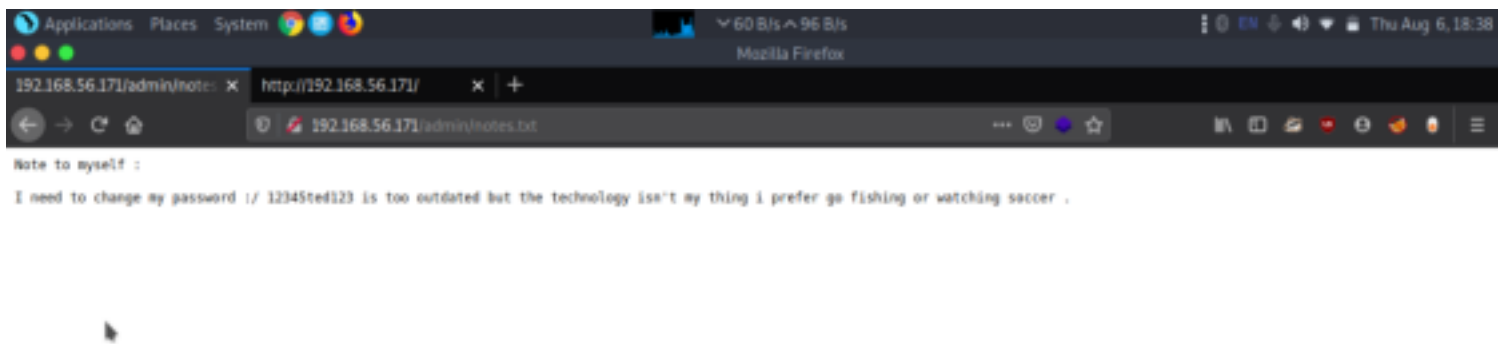 Applications Places System 60 B/s 96 B/s EN Thu Aug 6, 18:38
Mozilla Firefox
192.168.56.171/admin/notes × http://192.168.56.171/ × +
192.168.56.171/admin/notes.txt
Note to myself :
I need to change my password :/ 12345ted123 is too outdated but the technology isn't my thing i prefer go fishing or watching soccer .